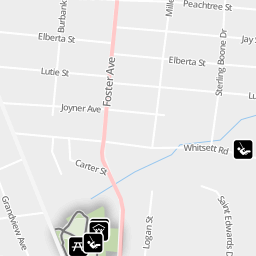 Burbank
Peachtree St
Mille
Elberta St
Jay S
Elberta St
Foster Ave
Lutie St
Sterling Boone Dr
Lu
Joyner Ave
Whitsett Rd
Carter St
Grandview Ave
Logan St
Saint Edwards D